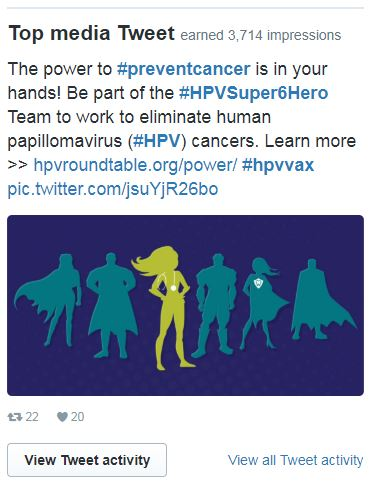 Top media Tweet earned 3,714 impressions
The power to #preventcancer is in your
hands! Be part of the #HPVSuper6Hero
Team to work to eliminate human
papillomavirus (#HPV) cancers. Learn more
>> hpvroundtable.org/power/ #hpvvax
pic.twitter.com/jsuYjR26bo
22 20
View Tweet activity View all Tweet activity